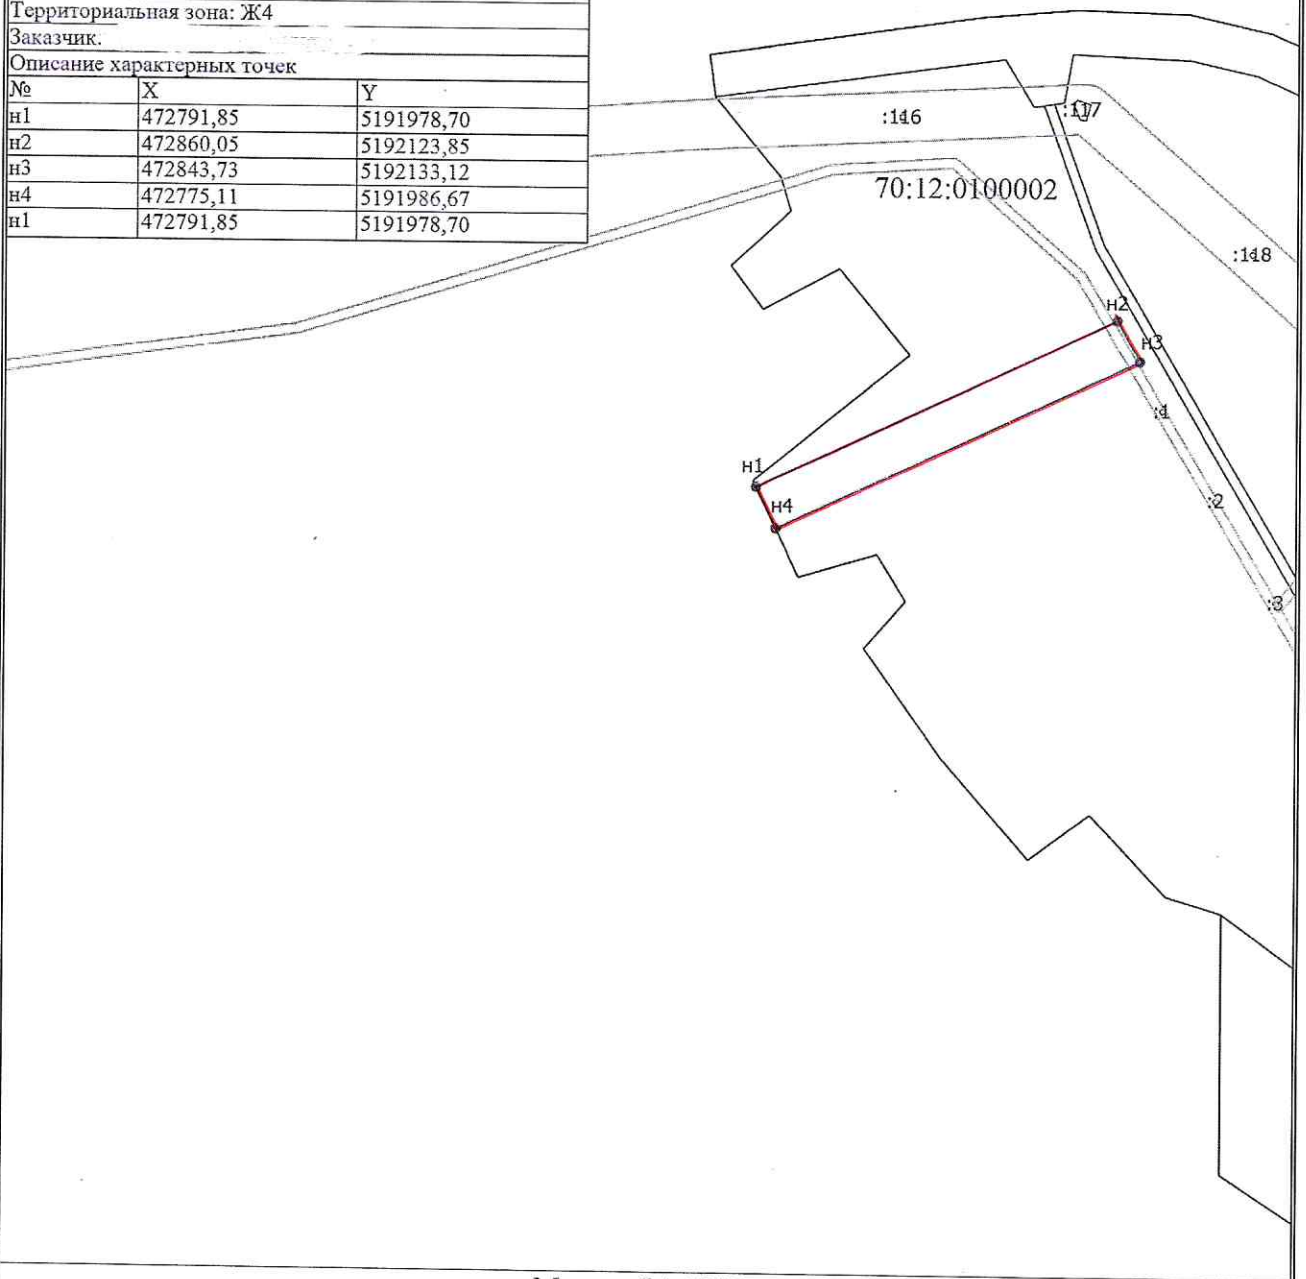 Территориальная зона: Ж4
Заказчик.
Описание характерных точек
№ X Y
н1 472791,85 5191978,70
н2 472860,05 5192123,85
н3 472843,73 5192133,12
н4 472775,11 5191986,67
н1 472791,85 5191978,70
:116
:117
70:12:0100002
:118
н2
н3
:4
н1
н4
:2
:3